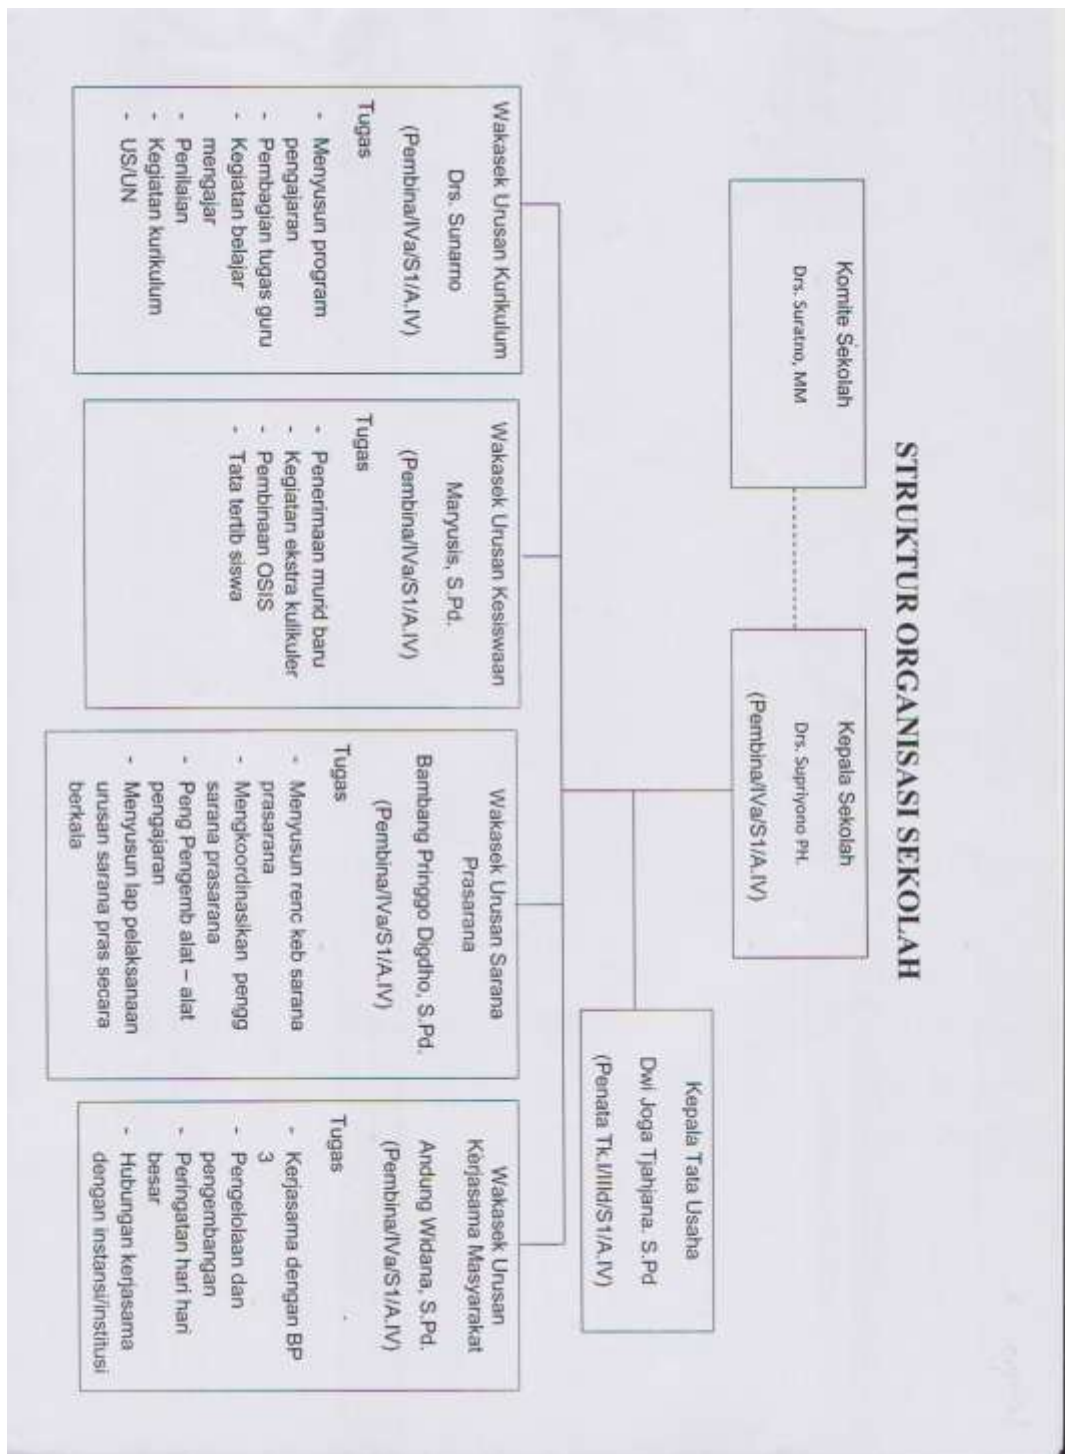 STRUKTUR ORGANISASI SEKOLAH
Komite Sekolah
Drs. Suratno, MM
Kepala Sekolah
Drs. Supriyono PH.
(Pembina/IVa/S1/A.IV)
Kepala Tata Usaha
Dwi Joga Tjahjana. S.Pd
(Penata Tk.I/IIId/S1/A.IV)
Wakasek Urusan Kurikulum
Drs. Sunarno
(Pembina/IVa/S1/A.IV)
Tugas
- Menyusun program
pengajaran
- Pembagian tugas guru
- Kegiatan belajar
mengajar
- Penilaian
- Kegiatan kurikulum
- US/UN
Wakasek Urusan Kesiswaan
Maryusis, S.Pd.
(Pembina/IVa/S1/A.IV)
Tugas
- Penerimaan murid baru
- Kegiatan ekstra kulikuler
- Pembinaan OSIS
- Tata tertib siswa
Wakasek Urusan Sarana
Prasarana
Bambang Pringgo Digdho, S.Pd.
(Pembina/IVa/S1/A.IV)
Tugas
- Menyusun renc keb sarana
prasarana
- Mengkoordinasikan pengg
sarana prasarana
- Peng Pengemb alat – alat
pengajaran
- Menyusun lap pelaksanaan
urusan sarana pras secara
berkala
Wakasek Urusan
Kerjasama Masyarakat
Andung Widana, S.Pd.
(Pembina/IVa/S1/A.IV)
Tugas
- Kerjasama dengan BP
3
- Pengelolaan dan
pengembangan
- Peringatan hari hari
besar
- Hubungan kerjasama
dengan instansi/institusi